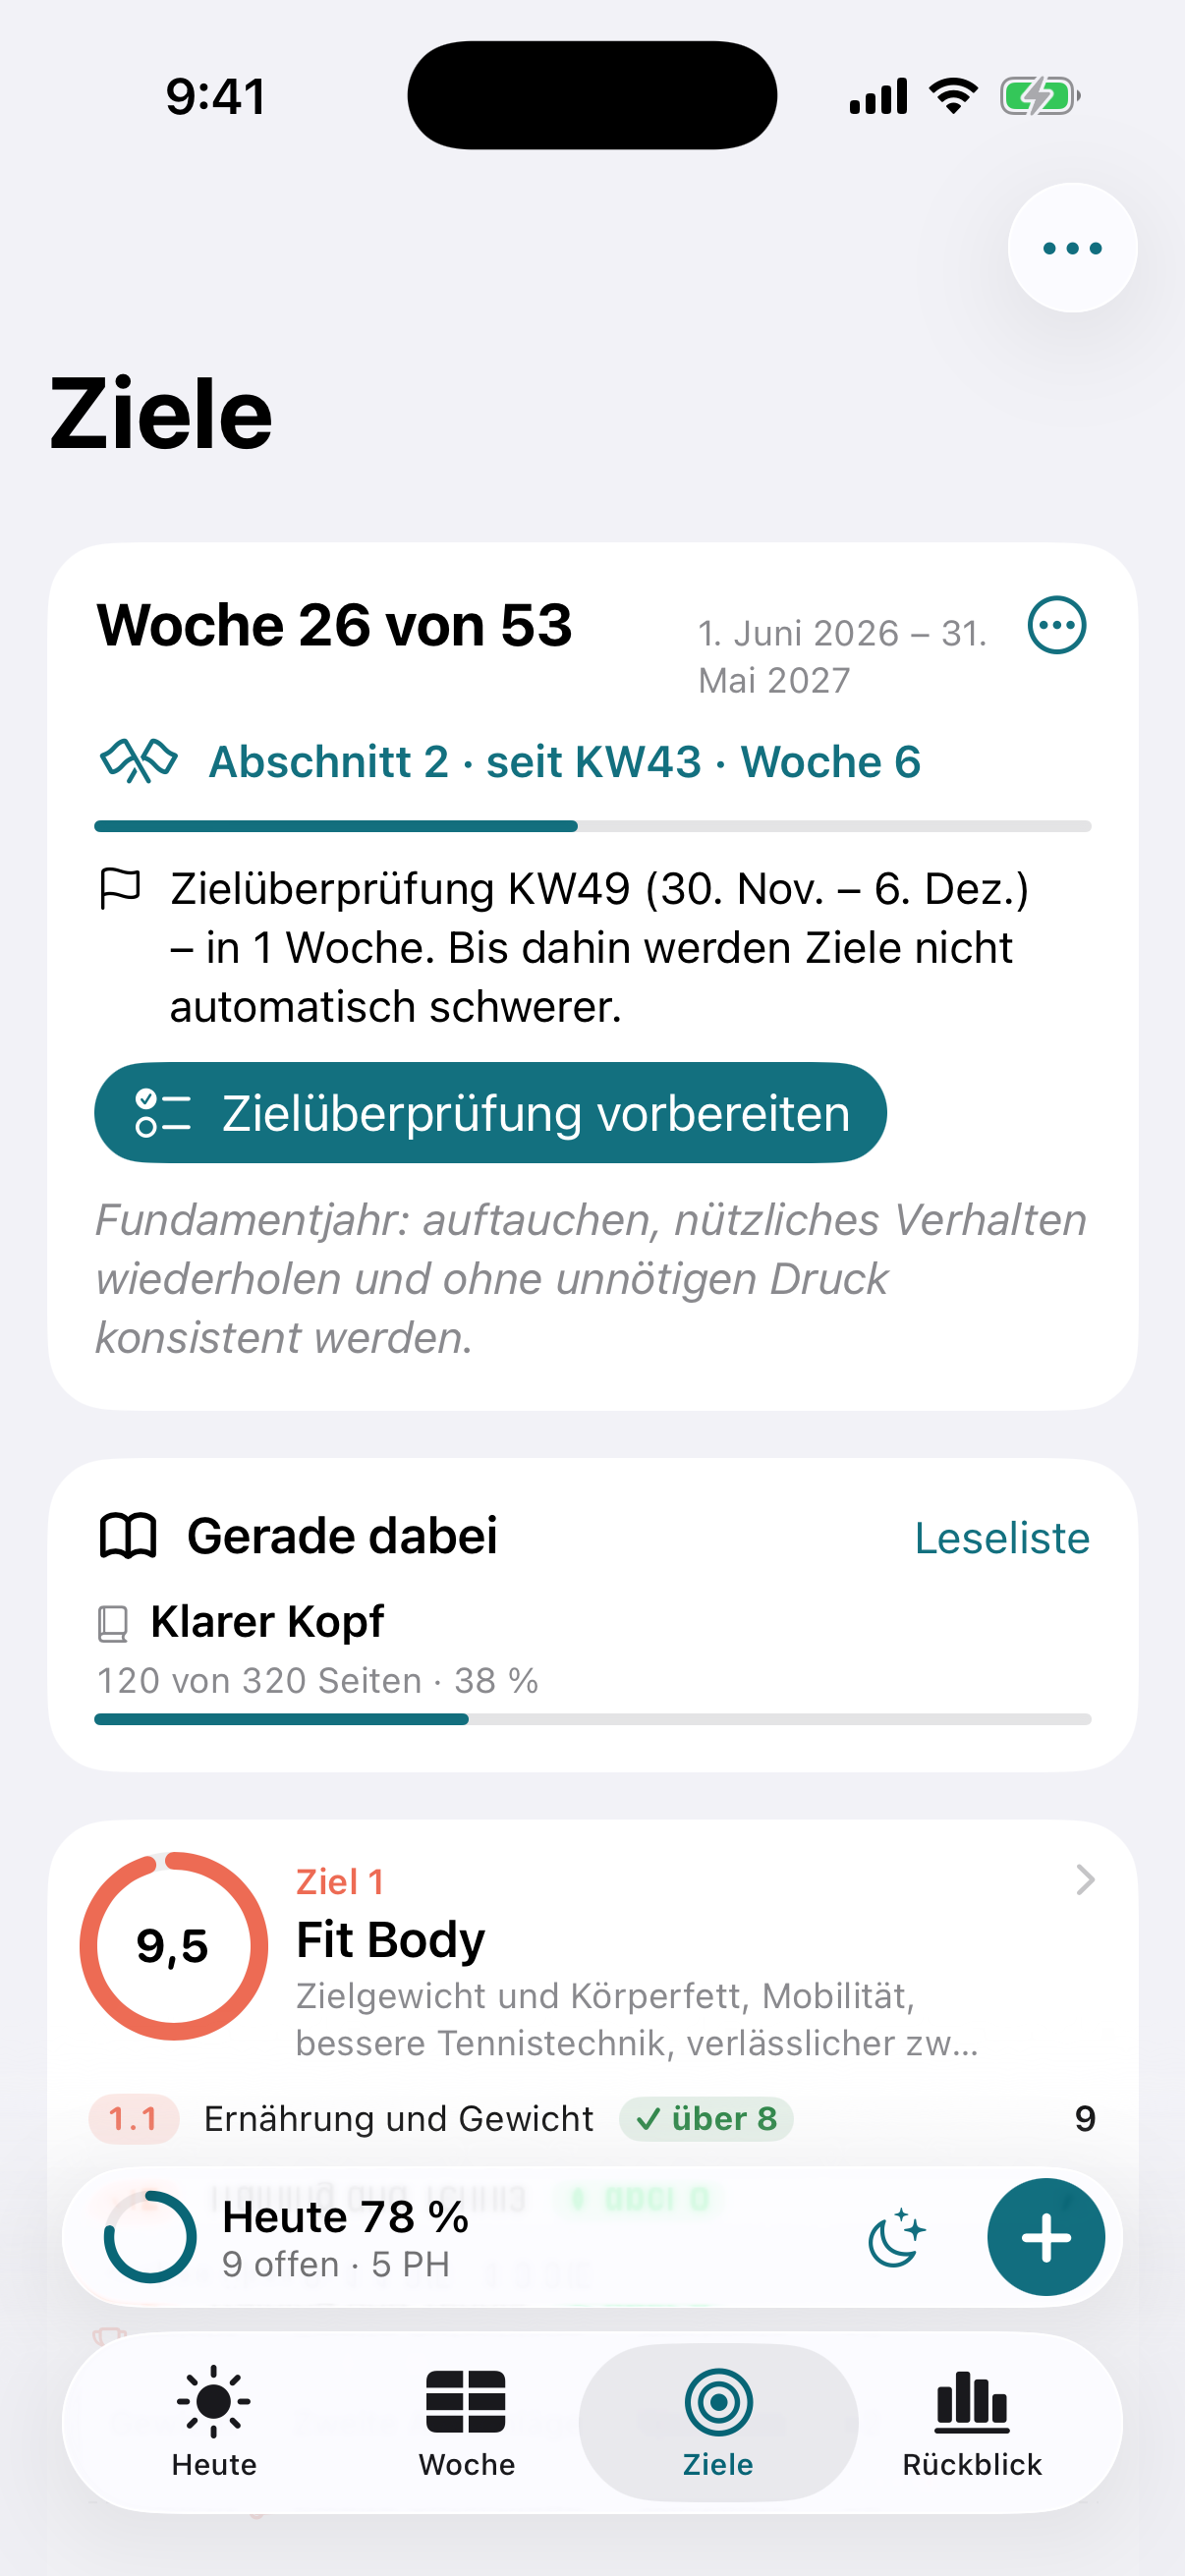 9:41
Ziele
Woche 26 von 53
1. Juni 2026 – 31.
Mai 2027
Abschnitt 2 · seit KW43 · Woche 6
Zielüberprüfung KW49 (30. Nov. – 6. Dez.)
– in 1 Woche. Bis dahin werden Ziele nicht
automatisch schwerer.
Zielüberprüfung vorbereiten
Fundamentjahr: auftauchen, nützliches Verhalten
wiederholen und ohne unnötigen Druck
konsistent werden.
Gerade dabei
Leseliste
Klarer Kopf
120 von 320 Seiten · 38 %
9,5
Ziel 1
Fit Body
Zielgewicht und Körperfett, Mobilität,
bessere Tennistechnik, verlässlicher zw...
1.1 Ernährung und Gewicht über 8 9
Heute 78 %
9 offen · 5 PH
Heute
Woche
Ziele
Rückblick